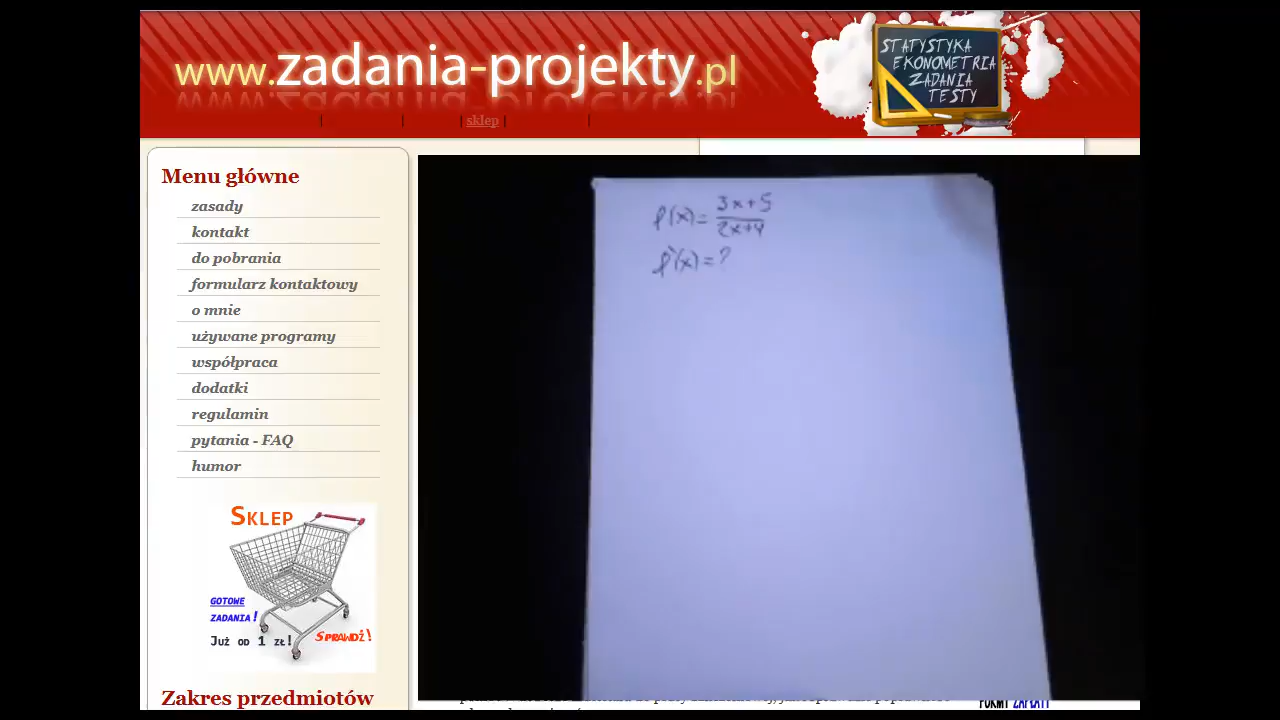 www.zadania-projekty.pl
STATYSTYKA
EKONOMETRIA
ZADANIA
TESTY
sklep
Menu główne
zasady
kontakt
do pobrania
formularz kontaktowy
o mnie
używane programy
współpraca
dodatki
regulamin
pytania - FAQ
humor
SKLEP
GOTOWE
ZADANIA!
Już od 1 zł!
SPRAWDŹ!
Zakres przedmiotów
f(x) = 3x+5
2x+4
f'(x) = ?
FORMY ZAPŁATY